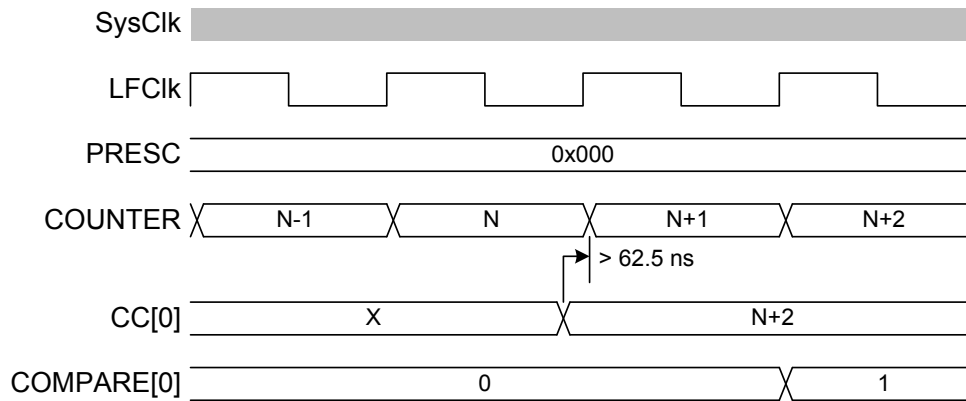 SysClk
LFClk
PRESC 0x000
COUNTER N-1 N N+1 N+2
> 62.5 ns
CC[0] X N+2
COMPARE[0] 0 1